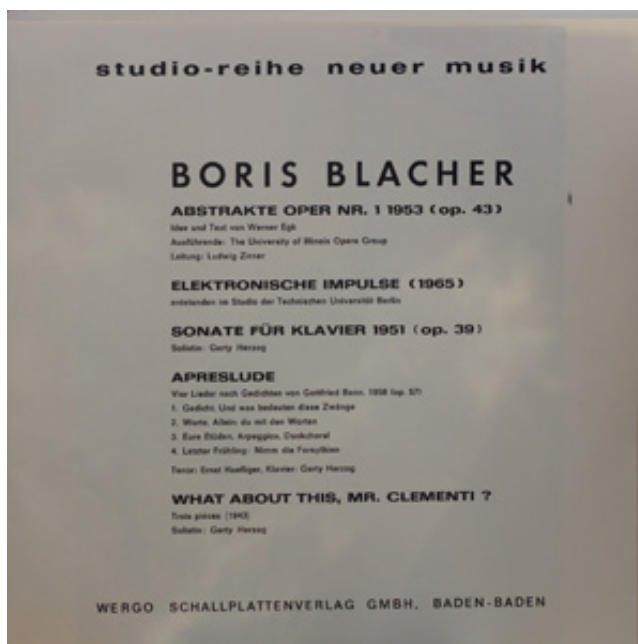 studio-reihe neuer musik
BORIS BLACHER
ABSTRAKTE OPER NR. 1 1953 (op. 43)
Idee und Text von Werner Egk
Ausführende: The University of Illinois Opera Group
Leitung: Ludwig Zirner
ELEKTRONISCHE IMPULSE (1965)
entstanden im Studio der Technischen Universität Berlin
SONATE FÜR KLAVIER 1951 (op. 39)
Solistin: Gerty Herzog
APRESLUDE
Vier Lieder nach Gedichten von Gottfried Benn. 1958 (op. 57)
1. Gedicht. Und was bedeuten diese Zwänge
2. Worte. Allein: du mit den Worten
3. Eure Etüden, Arpeggios, Dankchoral
4. Letzter Frühling: Nimm die Forsythien
Tenor: Ernst Haefliger, Klavier: Gerty Herzog
WHAT ABOUT THIS, MR. CLEMENTI ?
Trois pièces (1943)
Solistin: Gerty Herzog
WERGO SCHALLPLATTENVERLAG GMBH, BADEN-BADEN